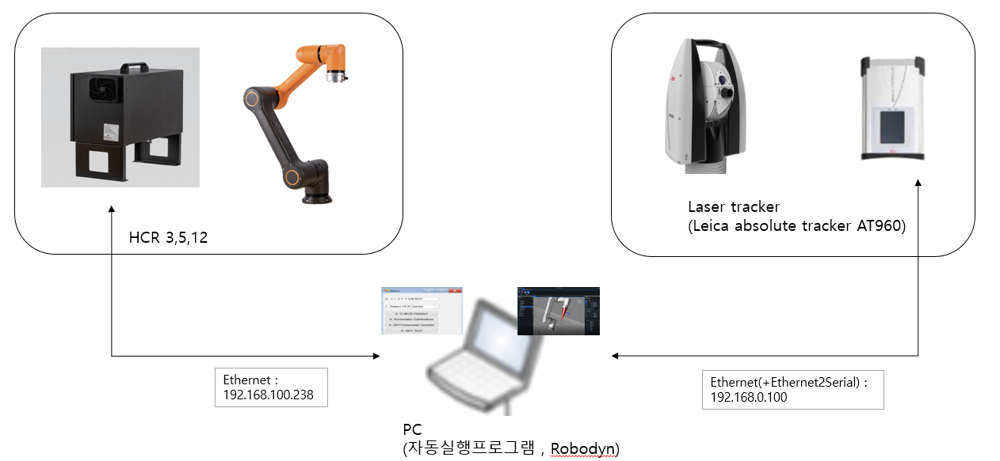 HCR 3,5,12
Laser tracker
(Leica absolute tracker AT960)
Ethernet :
192.168.100.238
Ethernet(+Ethernet2Serial) :
192.168.0.100
PC
(자동실행프로그램 , Robodyn)